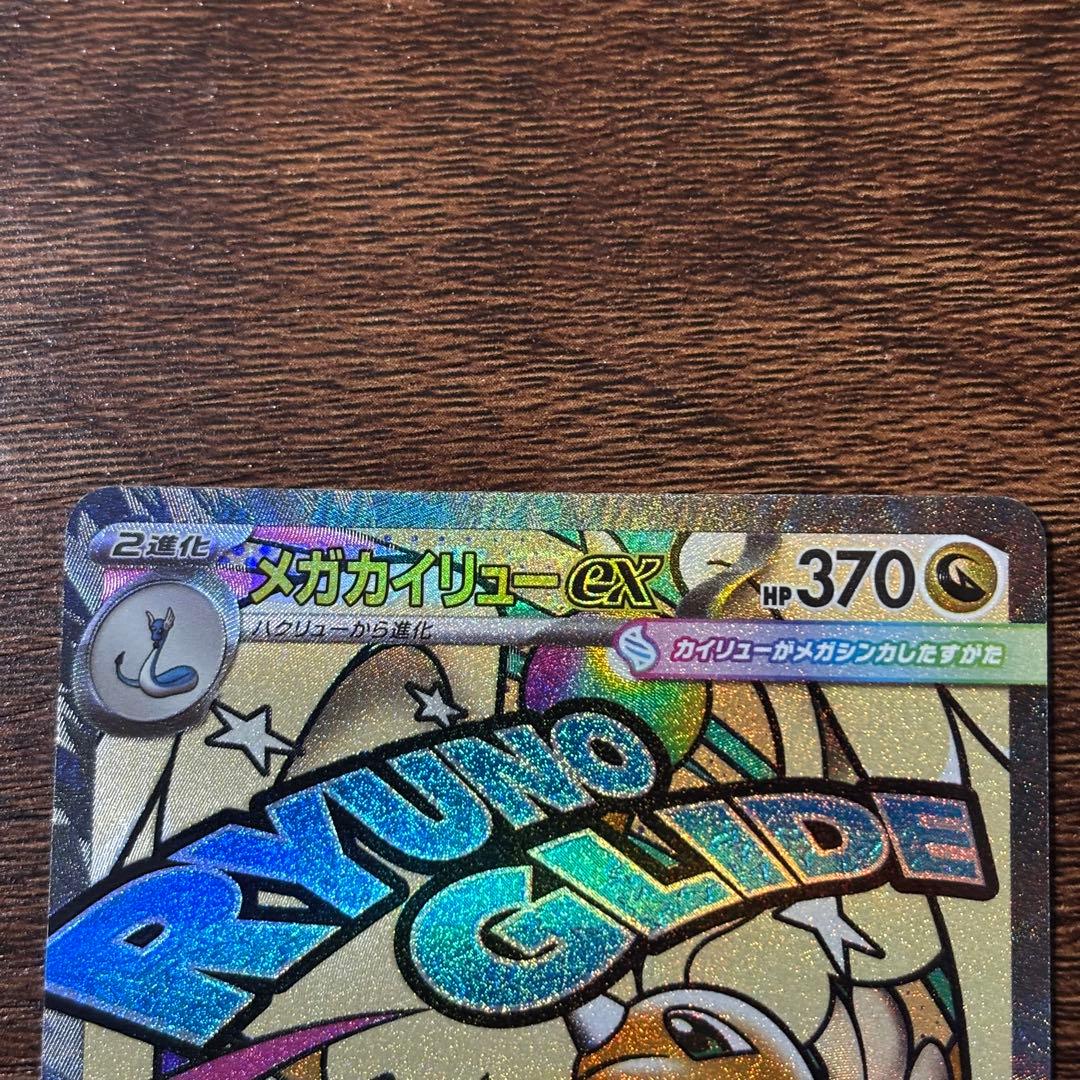 2進化
メガカイリューex
HP370
ハクリューから進化
カイリューがメガシンカしたすがた
RYUNO
GLIDE